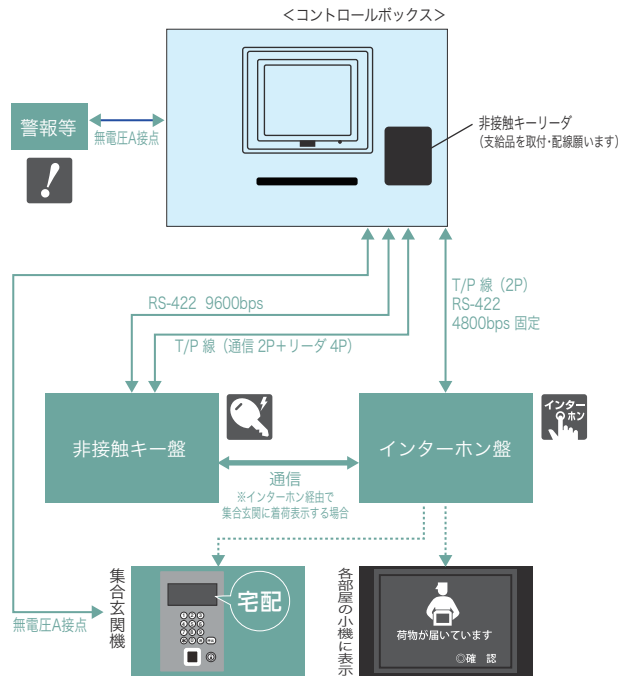 ＜コントロールボックス＞
警報等
無電圧A接点
非接触キーリーダ
(支給品を取付・配線願います)
T/P 線（2P）
RS-422
4800bps 固定
RS-422 9600bps
T/P 線（通信 2P＋リーダ 4P）
インター
ホン
非接触キー盤
インターホン盤
通信
※インターホン経由で
集合玄関に着荷表示する場合
集合玄関機
宅配
各部屋の小機に表示
荷物が届いています
◎確 認
無電圧A接点